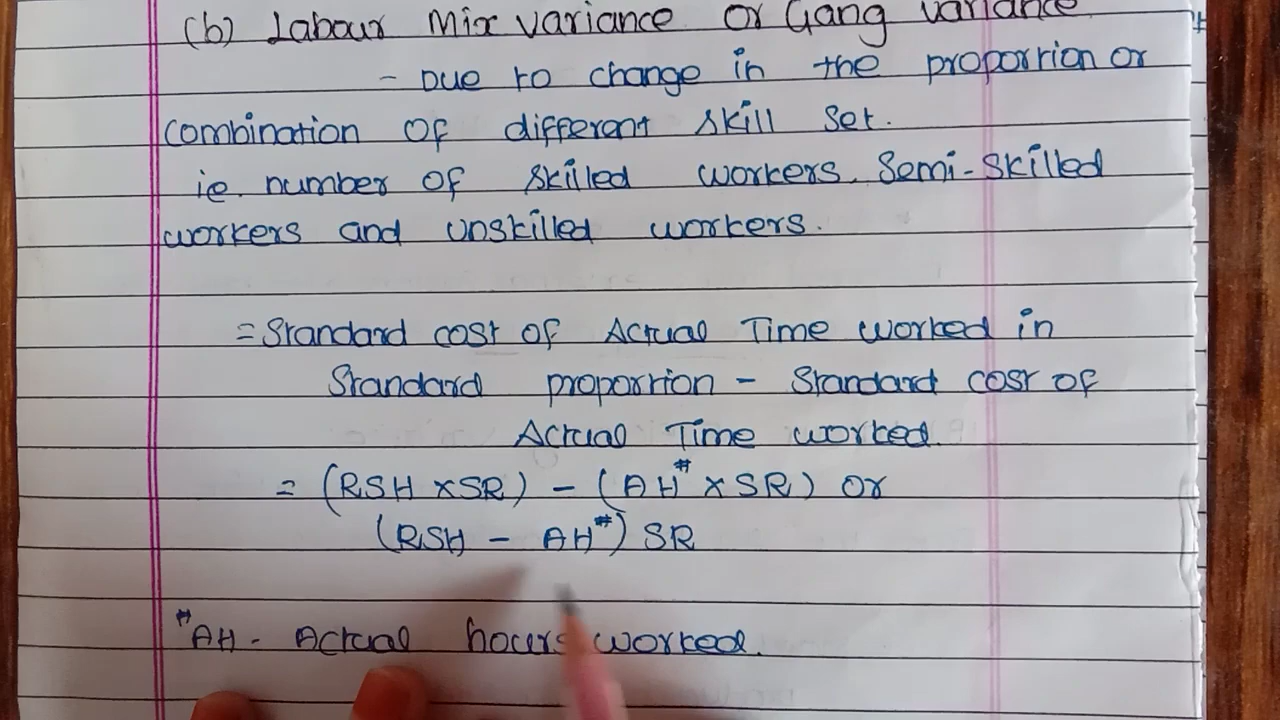 (b) Labour Mix Variance or Gang Variance
- Due to change in the proportion or
combination of different skill set.
ie. number of skilled workers, Semi-skilled
workers and unskilled workers.
= Standard cost of Actual Time worked in
Standard proportion - Standard cost of
Actual Time worked.
= (RSH x SR) - (AH# x SR) or
(RSH - AH#) SR
#AH - Actual hours worked.